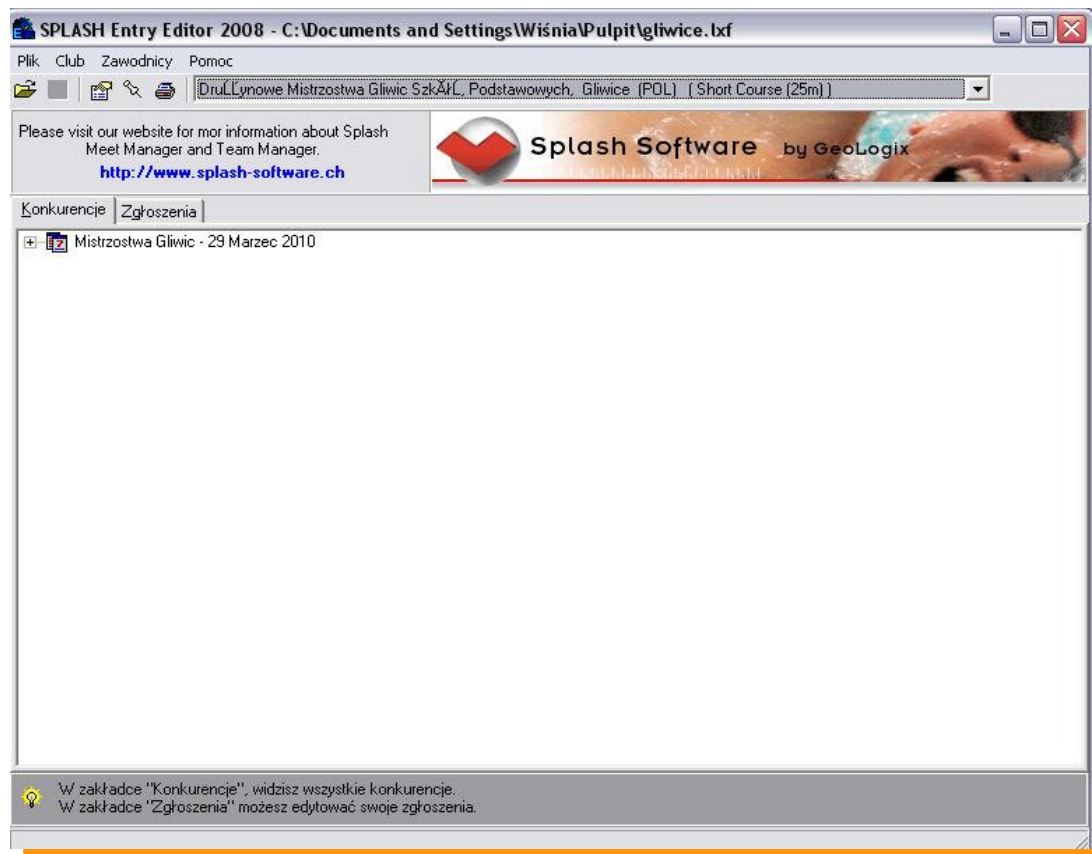 SPLASH Entry Editor 2008 - C:\Documents and Settings\Wiśnia\Pulpit\gliwice.lxf
Plik Club Zawodnicy Pomoc
DruĹĽynowe Mistrzostwa Gliwic SzkĂłĹ‚ Podstawowych, Gliwice (POL) ( Short Course (25m) )
Please visit our website for mor information about Splash
Meet Manager and Team Manager.
http://www.splash-software.ch
Splash Software by GeoLogix
Konkurencje Zgłoszenia
Mistrzostwa Gliwic - 29 Marzec 2010
W zakładce "Konkurencje", widzisz wszystkie konkurencje.
W zakładce "Zgłoszenia" możesz edytować swoje zgłoszenia.